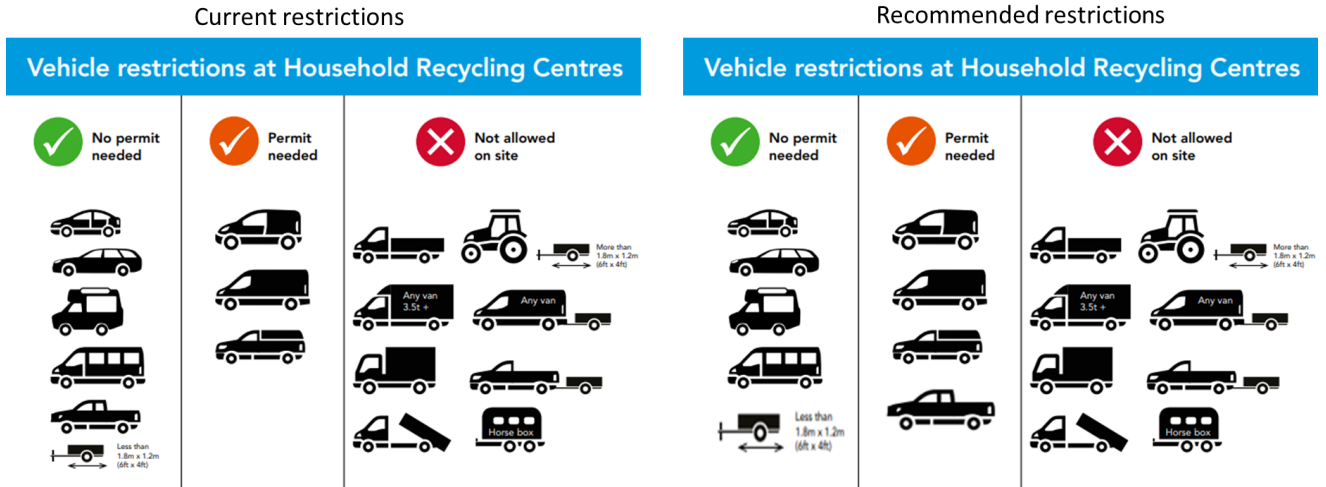 Current restrictions
Vehicle restrictions at Household Recycling Centres
No permit
needed
Permit
needed
Not allowed
on site
More than
1.8m x 1.2m
(6ft x 4ft)
Any van
3.5t +
Any van
Horse box
Less than
1.8m x 1.2m
(6ft x 4ft)
Recommended restrictions
Vehicle restrictions at Household Recycling Centres
No permit
needed
Permit
needed
Not allowed
on site
More than
1.8m x 1.2m
(6ft x 4ft)
Any van
3.5t +
Any van
Less than
1.8m x 1.2m
(6ft x 4ft)
Horse box